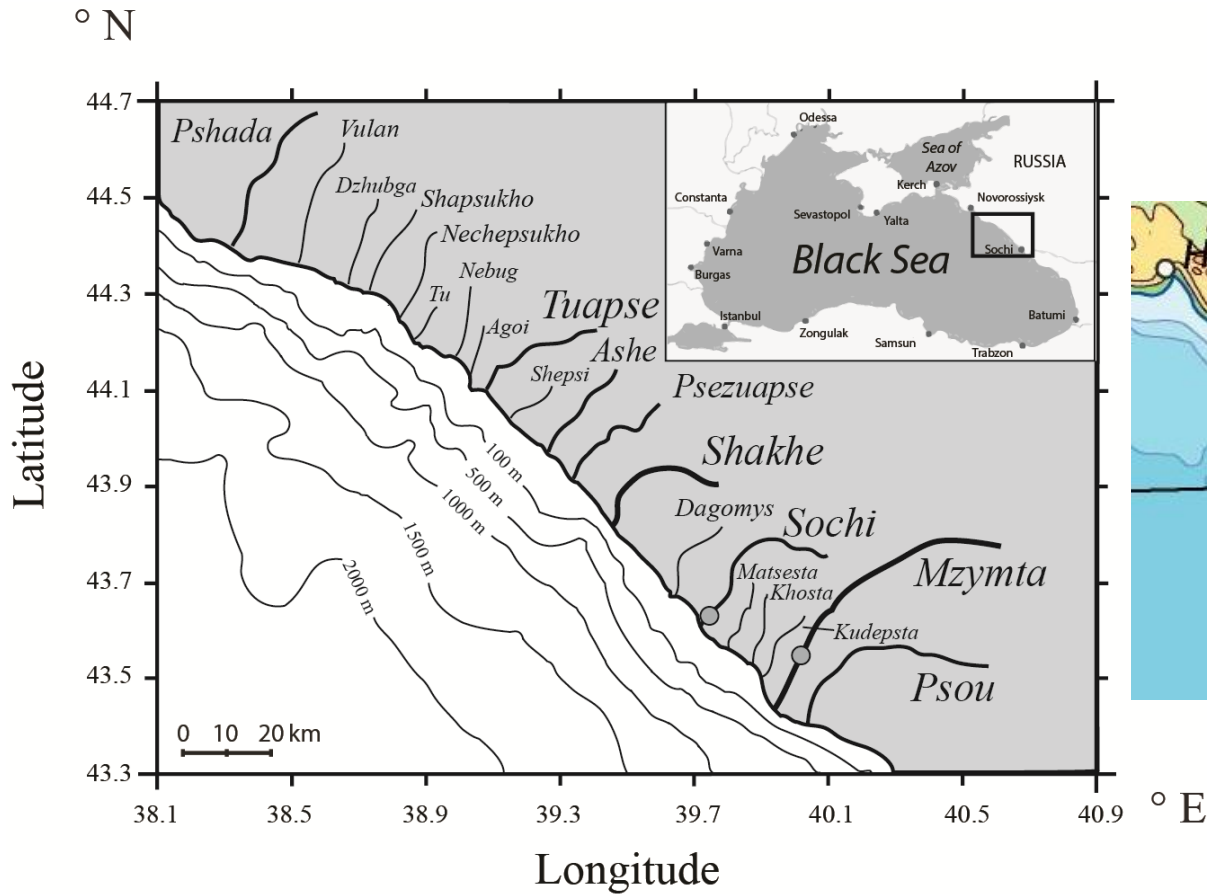 ° N
44.7
44.5
44.3
44.1
43.9
43.7
43.5
43.3
Latitude
Pshada
Vulan
Dzhubga
Shapsukho
Nechepsukho
Nebug
Tu
Agoi
Tuapse
Ashe
Shepsi
Psezuapse
Shakhe
Dagomys
Sochi
Matsesta
Khosta
Mzymta
Kudepsta
Psou
100 m
500 m
1000 m
1500 m
2000 m
0 10 20 km
Odessa
Sea of
Azov
RUSSIA
Kerch
Constanta
Sevastopol
Yalta
Novorossiysk
Varna
Black Sea
Sochi
Burgas
Istanbul
Zongulak
Samsun
Batumi
Trabzon
38.1 38.5 38.9 39.3 39.7 40.1 40.5 40.9
° E
Longitude